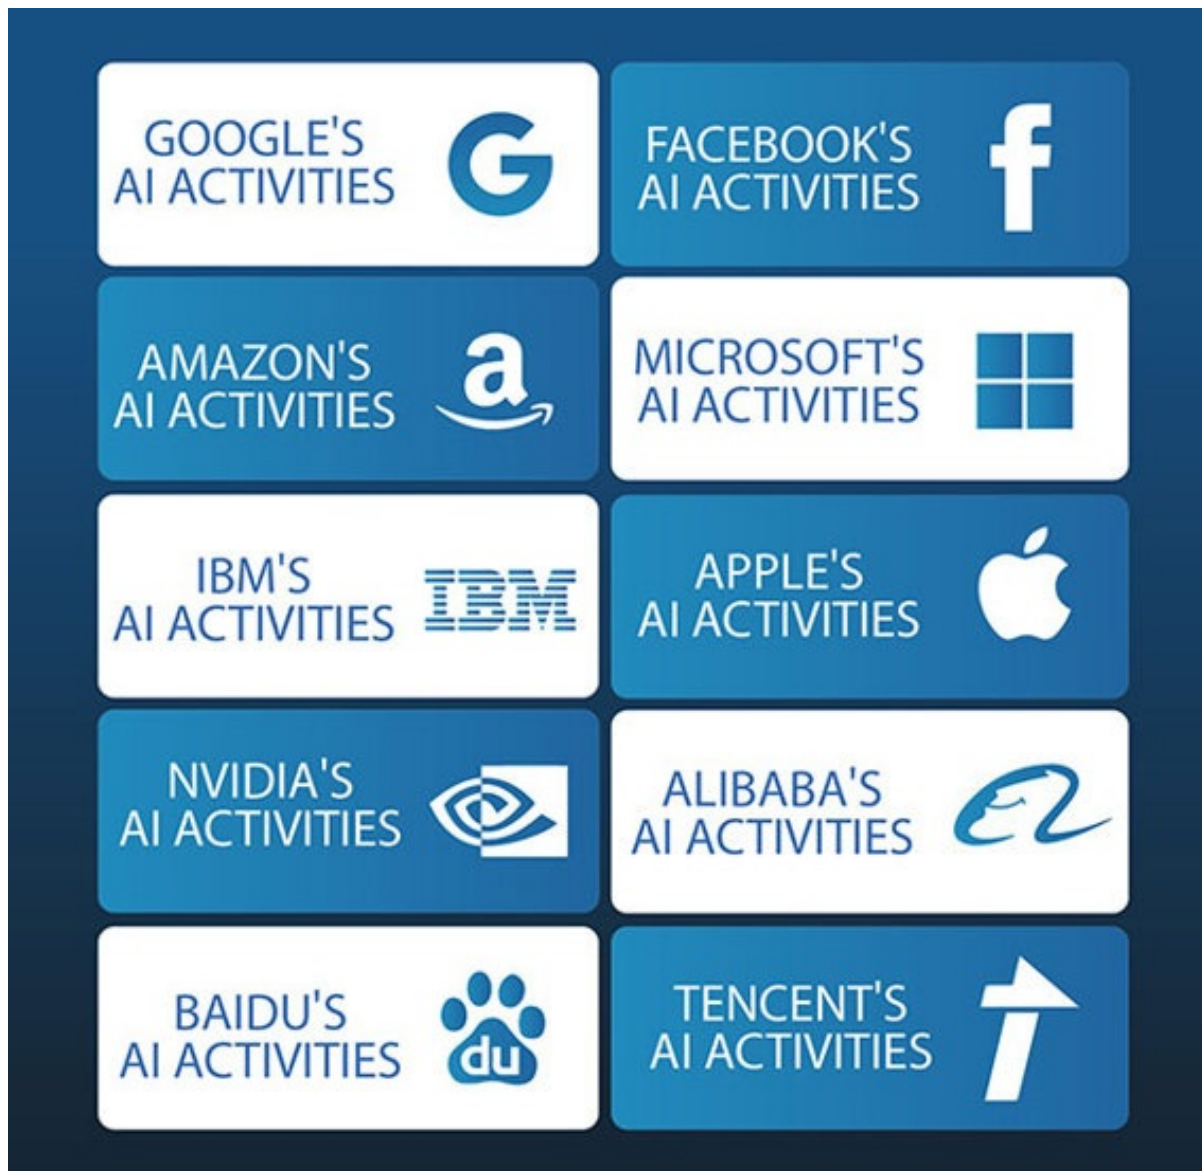 GOOGLE'S
AI ACTIVITIES
G
FACEBOOK'S
AI ACTIVITIES
f
AMAZON'S
AI ACTIVITIES
a
MICROSOFT'S
AI ACTIVITIES
IBM'S
AI ACTIVITIES
IBM
APPLE'S
AI ACTIVITIES
NVIDIA'S
AI ACTIVITIES
ALIBABA'S
AI ACTIVITIES
BAIDU'S
AI ACTIVITIES
du
TENCENT'S
AI ACTIVITIES